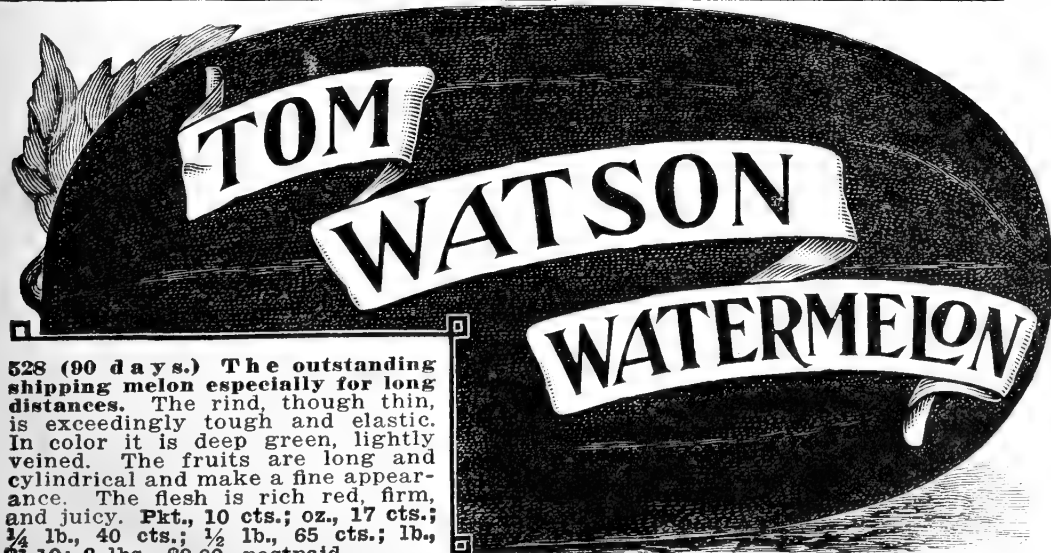 TOM
WATSON
WATERMELON
528 (90 days.) The outstanding
shipping melon especially for long
distances. The rind, though thin,
is exceedingly tough and elastic.
In color it is deep green, lightly
veined. The fruits are long and
cylindrical and make a fine appear-
ance. The flesh is rich red, firm,
and juicy. Pkt., 10 cts.; oz., 17 cts.;
¼ lb., 40 cts.; ½ lb., 65 cts.; lb.,
lbs., postpaid